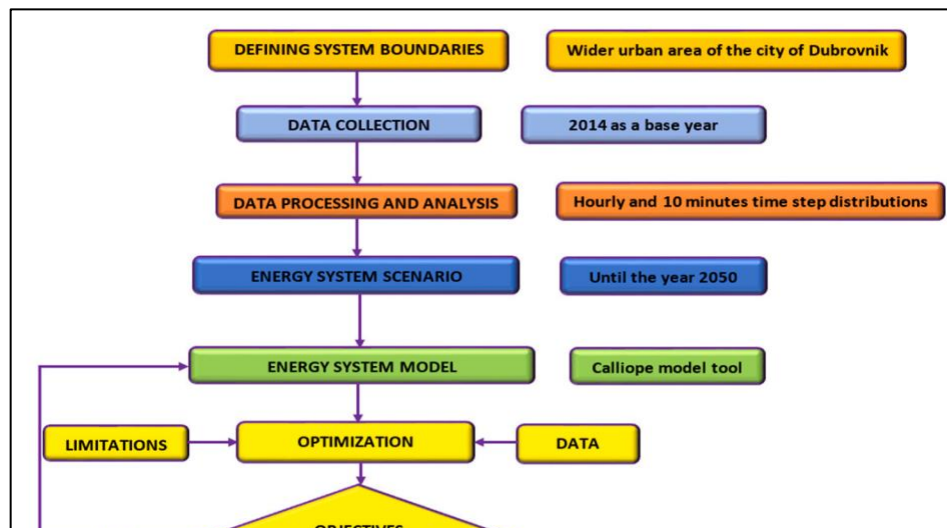 DEFINING SYSTEM BOUNDARIES
Wider urban area of the city of Dubrovnik
DATA COLLECTION
2014 as a base year
DATA PROCESSING AND ANALYSIS
Hourly and 10 minutes time step distributions
ENERGY SYSTEM SCENARIO
Until the year 2050
ENERGY SYSTEM MODEL
Calliope model tool
LIMITATIONS
OPTIMIZATION
DATA
OBJECTIVES